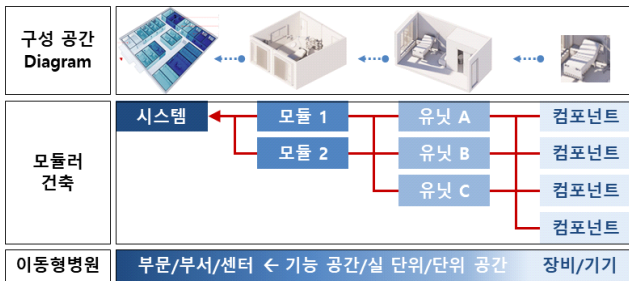 구성 공간
Diagram
모듈러
건축
시스템
모듈 1
유닛 A
컴포넌트
모듈 2
유닛 B
컴포넌트
유닛 C
컴포넌트
컴포넌트
이동형병원
부문/부서/센터 ← 기능 공간/실 단위/단위 공간
장비/기기